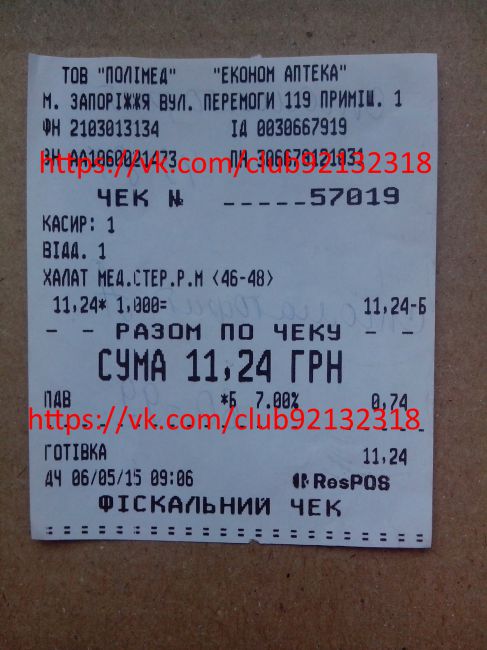 ТОВ "ПОЛІМЕД" "ЕКОНОМ АПТЕКА"
М. ЗАПОРІЖЖЯ ВУЛ. ПЕРЕМОГИ 119 ПРИМІЩ. 1
ФН 2103013134 ІД 0030667919
ЗН АА1060021473 ПН
https://vk.com/club92132318
ЧЕК № _____57019
КАСИР: 1
ВІДД. 1
ХАЛАТ МЕД.СТЕР.Р.М <46-48>
11,24* 1,000= 11,24-Б
- - РАЗОМ ПО ЧЕКУ - -
СУМА 11,24 ГРН
ПДВ *Б 7.00% 0,74
https://vk.com/club92132318
ГОТІВКА 11,24
ДЧ 06/05/15 09:06 ResPOS
ФІСКАЛЬНИЙ ЧЕК